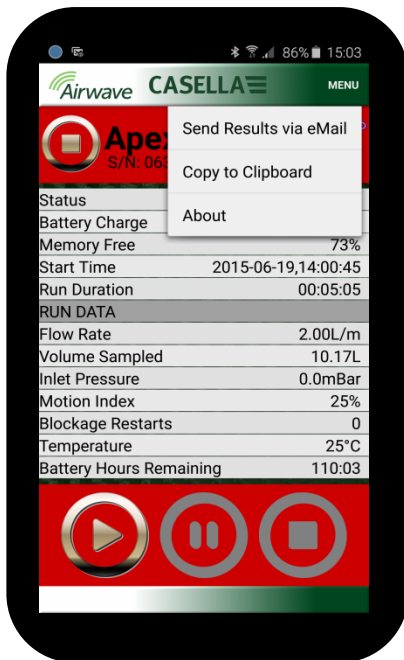 86% 15:03
Airwave CASELLA MENU
Send Results via eMail
Copy to Clipboard
About
S/N: 063
Status
Battery Charge
Memory Free 73%
Start Time 2015-06-19,14:00:45
Run Duration 00:05:05
RUN DATA
Flow Rate 2.00L/m
Volume Sampled 10.17L
Inlet Pressure 0.0mBar
Motion Index 25%
Blockage Restarts 0
Temperature 25°C
Battery Hours Remaining 110:03